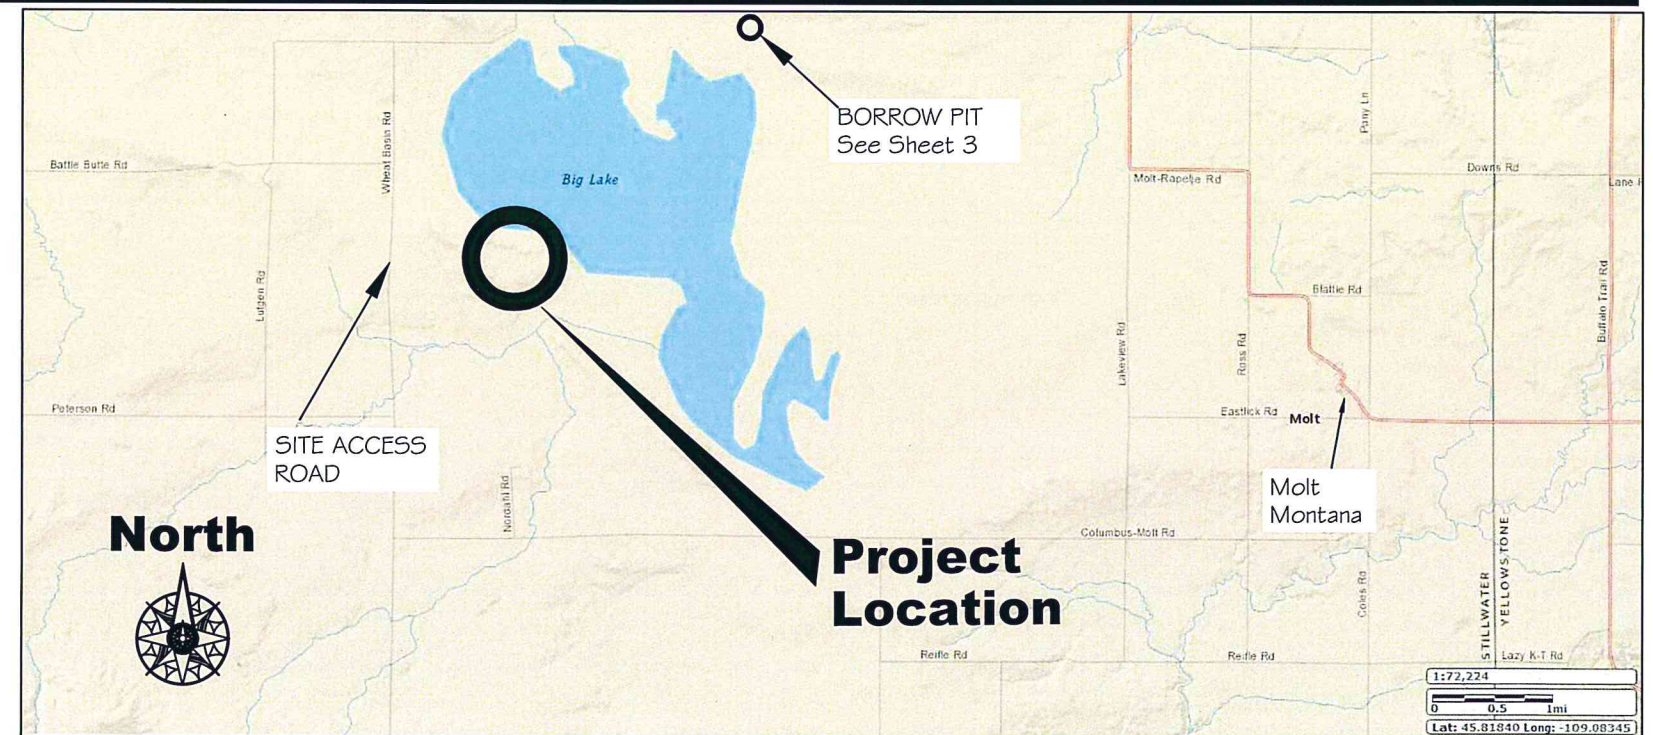 BORROW PIT
See Sheet 3
Pany Ln
Wheat Basin Rd
Battle Butte Rd
Big Lake
Molt-Rapelje Rd
Downs Rd
Lane
Lutgen Rd
Blattie Rd
Buffalo Trail Rd
Lakeview Rd
Ross Rd
Peterson Rd
Eastlick Rd
Molt
SITE ACCESS
ROAD
Molt
Montana
Nordahl Rd
North
Columbus-Molt Rd
Project
Location
Coles Rd
STILLWATER
YELLOWSTONE
Reifle Rd
Reifle Rd
Lazy K-T Rd
1:72,224
0 0.5 1mi
Lat: 45.81840 Long: -109.08345